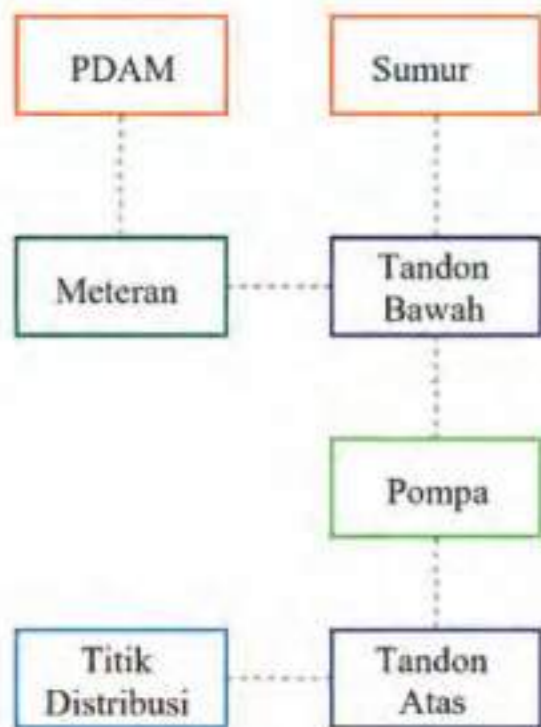 PDAM
Sumur
Meteran
Tandon
Bawah
Pompa
Titik
Distribusi
Tandon
Atas